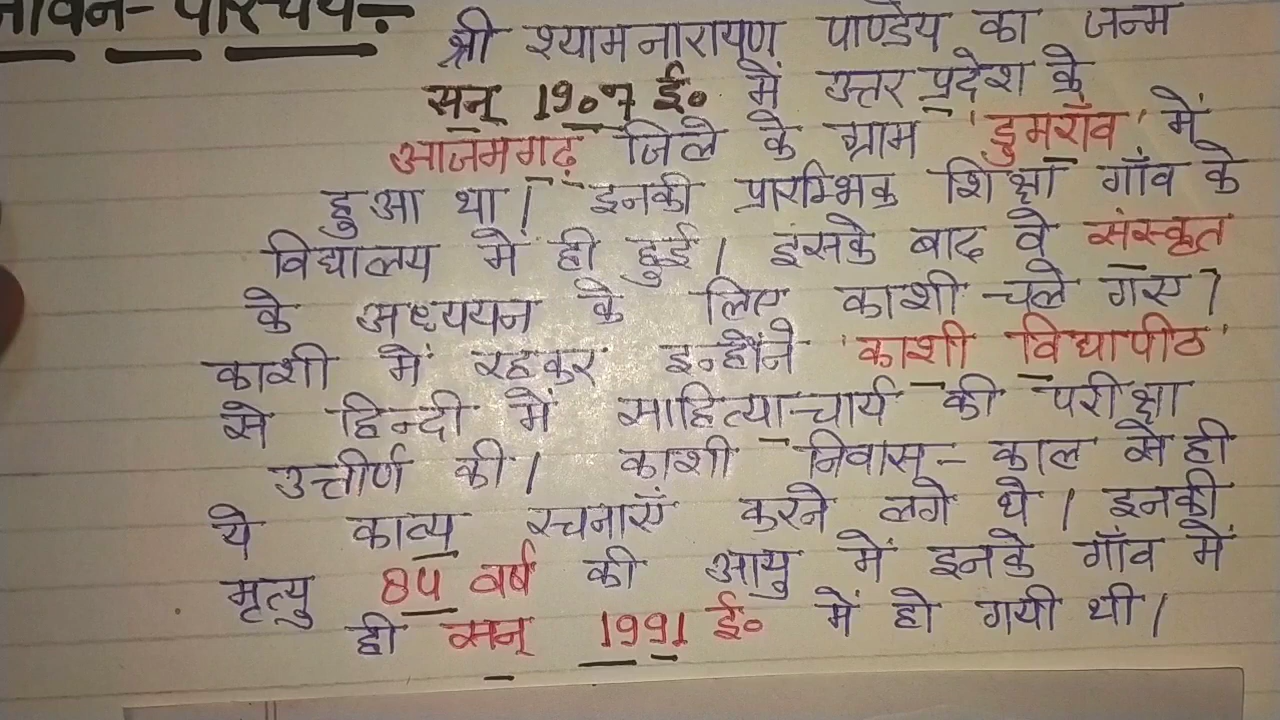 जीवन- परिचय:-
श्री श्यामनारायण पाण्डेय का जन्म
सन् 1907 ई० में उत्तर प्रदेश के
आजमगढ़ जिले के ग्राम 'डुमराँव' में
हुआ था। इनकी प्रारम्भिक शिक्षा गाँव के
विद्यालय में ही हुई। इसके बाद वे संस्कृत
के अध्ययन के लिए काशी चले गए।
काशी में रहकर इन्होंने 'काशी विद्यापीठ'
से हिन्दी में साहित्याचार्य की परीक्षा
उत्तीर्ण की। काशी निवास- काल से ही
ये काव्य रचनाएँ करने लगे थे। इनकी
मृत्यु 84 वर्ष की आयु में इनके गाँव में
ही सन् 1991 ई० में हो गयी थी।